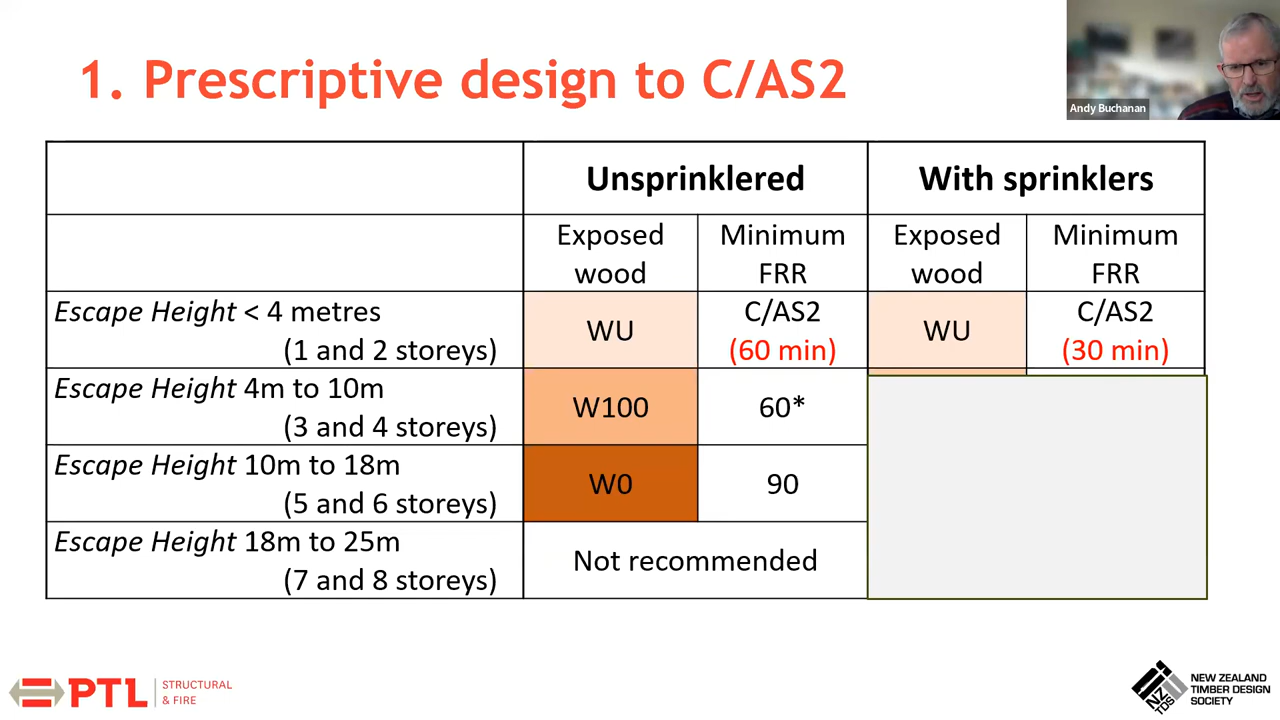 1. Prescriptive design to C/AS2
Andy Buchanan
Unsprinklered
With sprinklers
Exposed wood
Minimum FRR
Exposed wood
Minimum FRR
Escape Height < 4 metres
(1 and 2 storeys)
WU
C/AS2
(60 min)
WU
C/AS2
(30 min)
Escape Height 4m to 10m
(3 and 4 storeys)
W100
60*
Escape Height 10m to 18m
(5 and 6 storeys)
W0
90
Escape Height 18m to 25m
(7 and 8 storeys)
Not recommended
PTL
STRUCTURAL
& FIRE
NZ
TDS
NEW ZEALAND
TIMBER DESIGN
SOCIETY